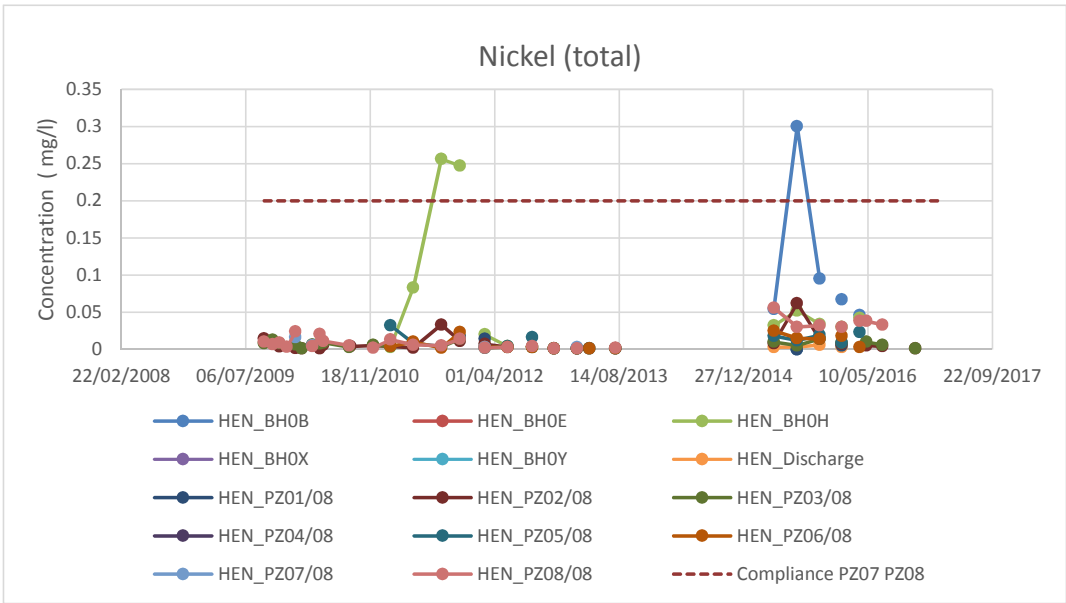 Nickel (total)
Concentration ( mg/l)
0.35
0.3
0.25
0.2
0.15
0.1
0.05
0
22/02/2008 06/07/2009 18/11/2010 01/04/2012 14/08/2013 27/12/2014 10/05/2016 22/09/2017
HEN_BH0B HEN_BH0E HEN_BH0H
HEN_BH0X HEN_BH0Y HEN_Discharge
HEN_PZ01/08 HEN_PZ02/08 HEN_PZ03/08
HEN_PZ04/08 HEN_PZ05/08 HEN_PZ06/08
HEN_PZ07/08 HEN_PZ08/08 Compliance PZ07 PZ08